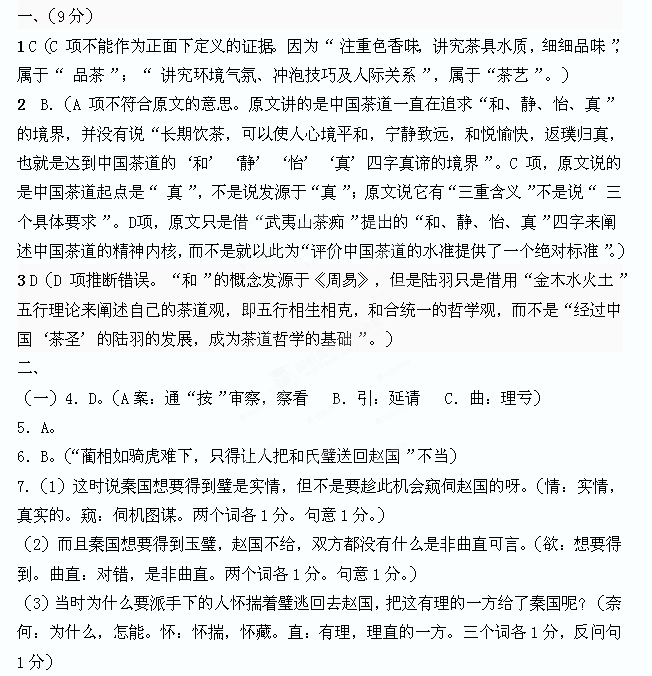 一、（9分）
1 C（C 项不能作为正面下定义的证据，因为“ 注重色香味，讲究茶具水质，细细品味”，
属于“ 品茶 ”；“ 讲究环境气氛、冲泡技巧及人际关系 ”，属于“茶艺 ”。）
2 B．（A 项不符合原文的意思。原文讲的是中国茶道一直在追求“和、静、怡、真 ”
的境界，并没有说“长期饮茶，可以使人心境平和，宁静致远，和悦愉快，返璞归真，
也就是达到中国茶道的‘和’‘静’‘怡’‘真’四字真谛的境界 ”。C 项，原文说的
是中国茶道起点是“ 真 ”，不是说发源于“真”；原文说它有“三重含义 ”不是说“ 三
个具体要求 ”。D项，原文只是借“武夷山茶痴 ”提出的“和、静、怡、真 ”四字来阐
述中国茶道的精神内核，而不是就以此为“评价中国茶道的水准提供了一个绝对标准 ”。）
3 D（D 项推断错误。“和 ”的概念发源于《周易》，但是陆羽只是借用“金木水火土 ”
五行理论来阐述自己的茶道观，即五行相生相克，和合统一的哲学观，而不是“经过中
国‘茶圣’的陆羽的发展，成为茶道哲学的基础 ”。）
二、
（一）4．D。（A案：通“按 ”审察，察看 B．引：延请 C．曲：理亏）
5．A。
6．B。（“蔺相如骑虎难下，只得让人把和氏璧送回赵国 ”不当）
7．（1）这时说秦国想要得到璧是实情，但不是要趁此机会窥伺赵国的呀。（情：实情，
真实的。窥：伺机图谋。两个词各1分。句意1分。）
（2）而且秦国想要得到玉璧，赵国不给，双方都没有什么是非曲直可言。（欲：想要得
到。曲直：对错，是非曲直。两个词各1分。句意1分。）
（3）当时为什么要派手下的人怀揣着璧逃回去赵国，把这有理的一方给了秦国呢？（奈
何：为什么，怎能。怀：怀揣，怀藏。直：有理，理直的一方。三个词各1分，反问句
1分）